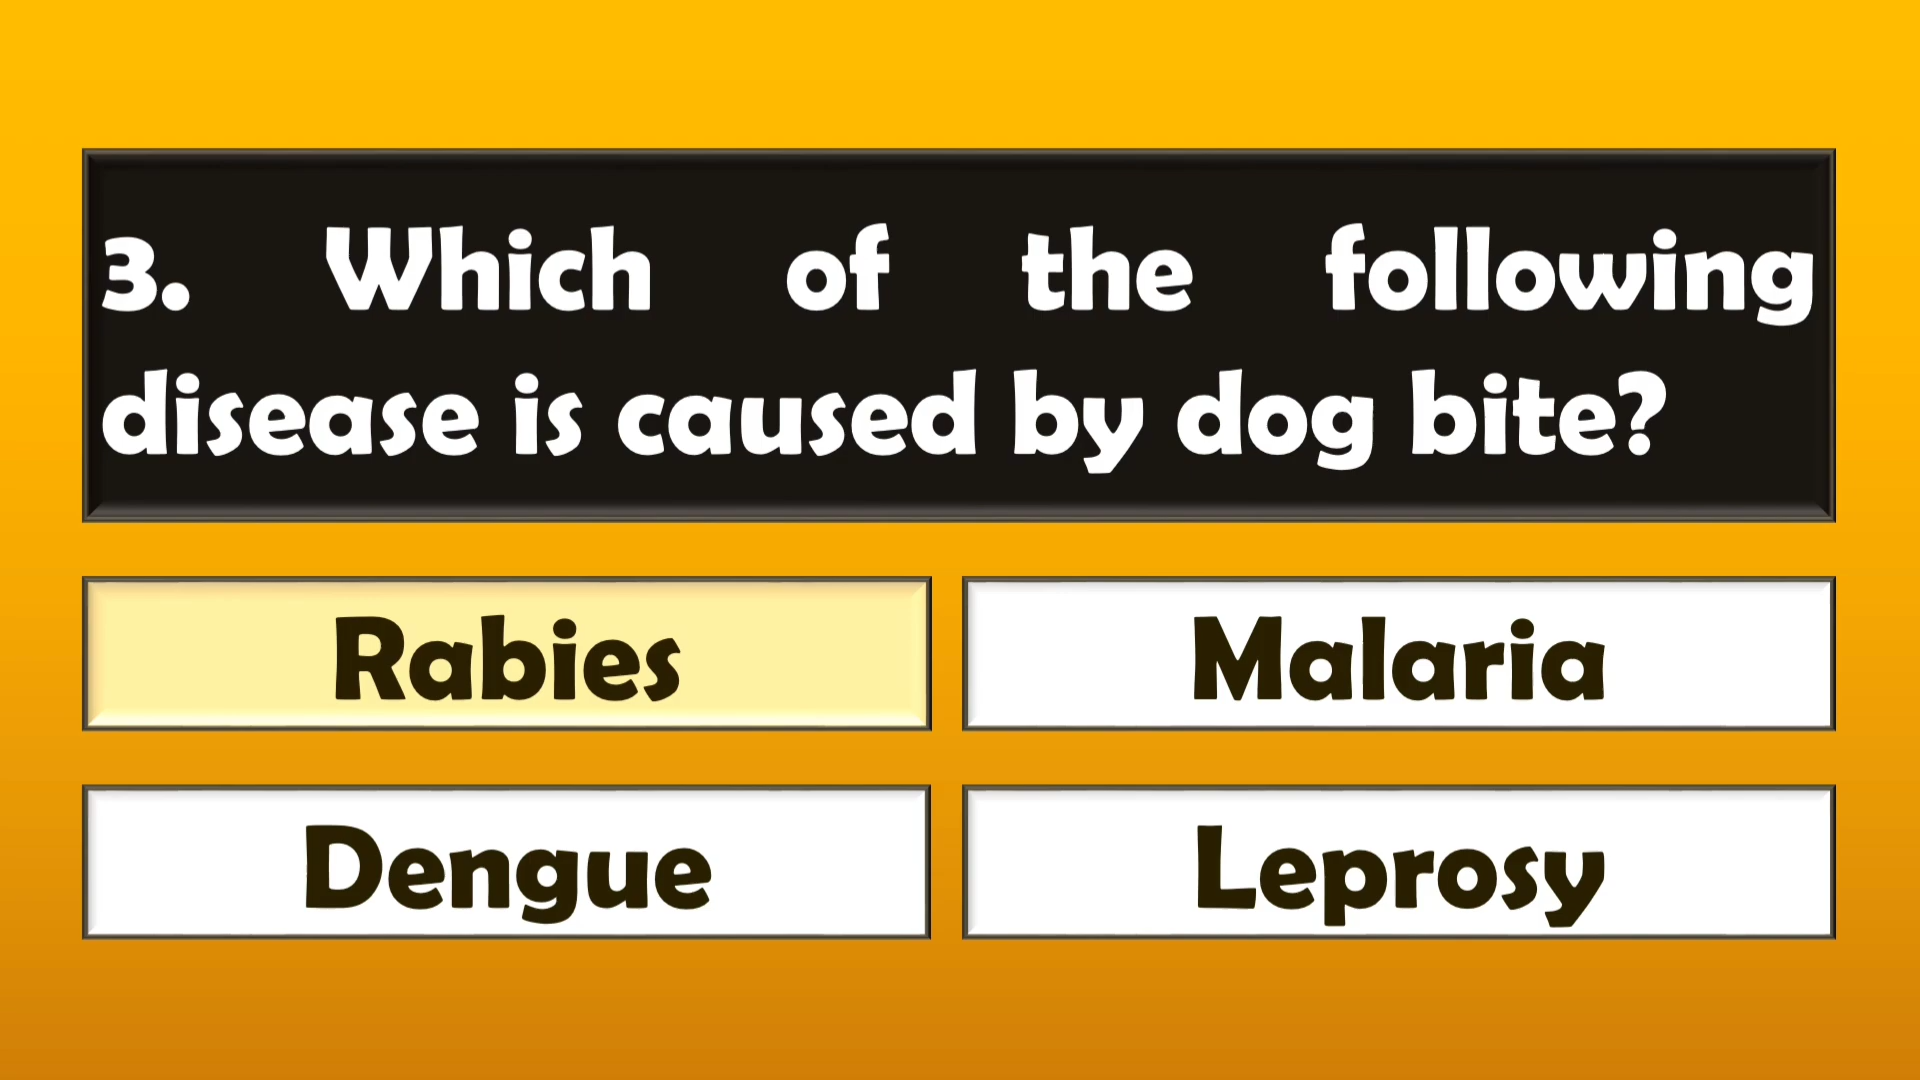 3. Which of the following
disease is caused by dog bite?
Rabies
Malaria
Dengue
Leprosy